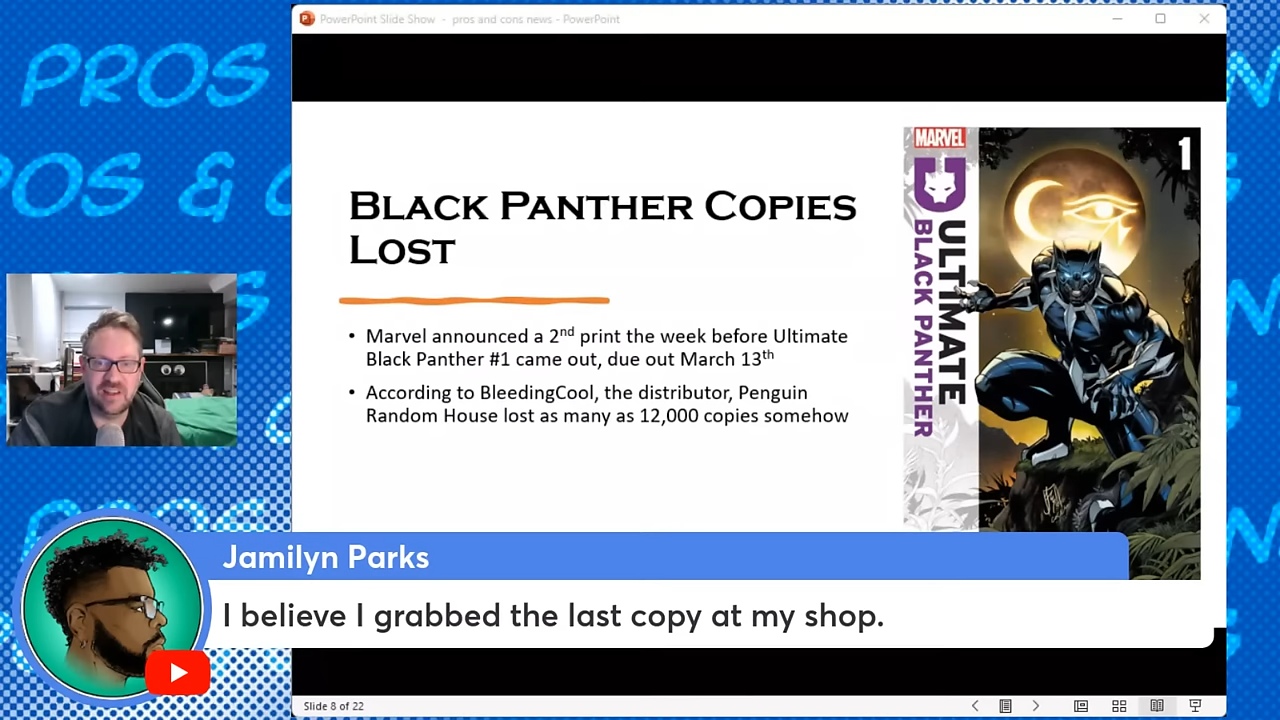 PowerPoint Slide Show - pros and cons news - PowerPoint
PROS
POS & C
BLACK PANTHER COPIES
LOST
• Marvel announced a 2nd print the week before Ultimate
Black Panther #1 came out, due out March 13th
• According to BleedingCool, the distributor, Penguin
Random House lost as many as 12,000 copies somehow
MARVEL
1
ULTIMATE
BLACK PANTHER
Jamilyn Parks
I believe I grabbed the last copy at my shop.
Slide 8 of 22